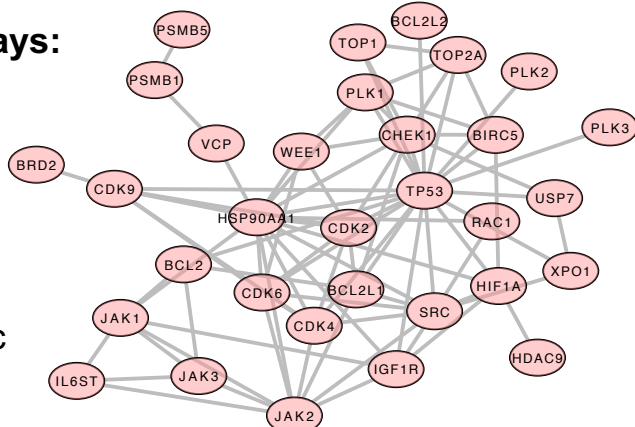 BCL2L2
PSMB5
ays:
TOP1
TOP2A
PLK2
PSMB1
PLK1
PLK3
CHEK1
BIRC5
VCP
WEE1
BRD2
CDK9
TP53
USP7
HSP90AA1
RAC1
CDK2
BCL2
XPO1
CDK6
BCL2L1
HIF1A
SRC
JAK1
CDK4
c
HDAC9
IGF1R
JAK3
IL6ST
JAK2